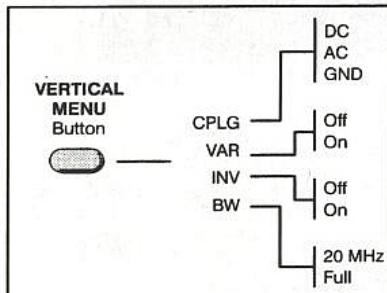 VERTICAL
MENU
Button
CPLG
VAR
INV
BW
DC
AC
GND
Off
On
Off
On
20 MHz
Full